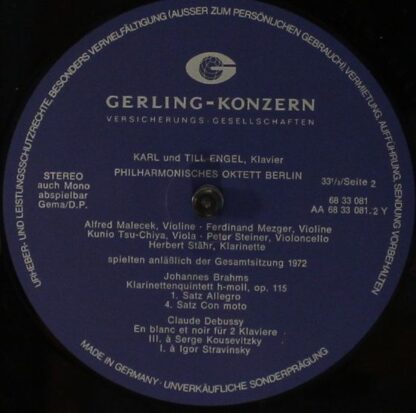 URHEBER- UND LEISTUNGSSCHUTZRECHTE, BESONDERS VERVIELFÄLTIGUNG (AUSSER ZUM PERSÖNLICHEN GEBRAUCH) VERMIETUNG, AUFFÜHRUNG, SENDUNG VORBEHALTEN
G
GERLING-KONZERN
VERSICHERUNGS-GESELLSCHAFTEN
KARL und TILL ENGEL, Klavier
PHILHARMONISCHES OKTETT BERLIN
STEREO
auch Mono
abspielbar
Gema/D.P.
33⅓/Seite 2
68 33 081
AA 68 33 081.2 Y
Alfred Malecek, Violine - Ferdinand Mezger, Violine
Kunio Tsu-Chiya, Viola - Peter Steiner, Violoncello
Herbert Stähr, Klarinette
spielten anläßlich der Gesamtsitzung 1972
Johannes Brahms
Klarinettenquintett h-moll, op. 115
1. Satz Allegro
4. Satz Con moto
Claude Debussy
En blanc et noir für 2 Klaviere
III. à Serge Kousevitzky
I. à Igor Stravinsky
MADE IN GERMANY · UNVERKÄUFLICHE SONDERPRÄGUNG